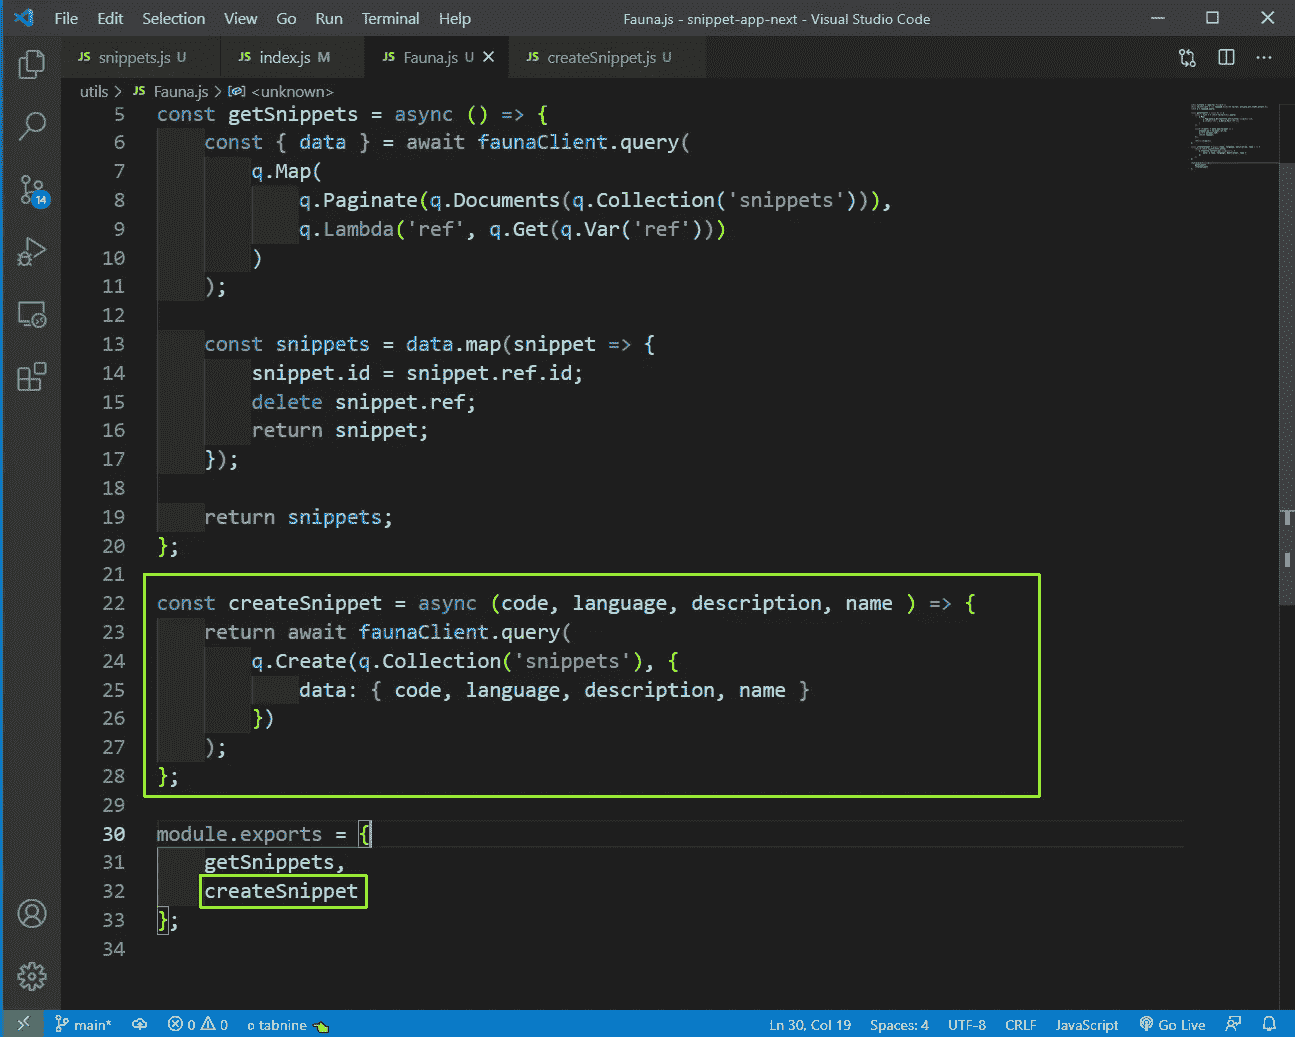 File Edit Selection View Go Run Terminal Help Fauna.js - snippet-app-next - Visual Studio Code
JS snippets.js U JS index.js M JS Fauna.js U JS createSnippet.js U
utils > JS Fauna.js > <unknown>
5 const getSnippets = async () => {
6 const { data } = await faunaClient.query(
7 q.Map(
8 q.Paginate(q.Documents(q.Collection('snippets'))),
9 q.Lambda('ref', q.Get(q.Var('ref')))
10 )
11 );
12
13 const snippets = data.map(snippet => {
14 snippet.id = snippet.ref.id;
15 delete snippet.ref;
16 return snippet;
17 });
18
19 return snippets;
20 };
21
22 const createSnippet = async (code, language, description, name ) => {
23 return await faunaClient.query(
24 q.Create(q.Collection('snippets'), {
25 data: { code, language, description, name }
26 })
27 );
28 };
29
30 module.exports = {
31 getSnippets,
32 createSnippet
33 };
34
14
main* 0 0 tabnine Ln 30, Col 19 Spaces: 4 UTF-8 CRLF JavaScript Go Live